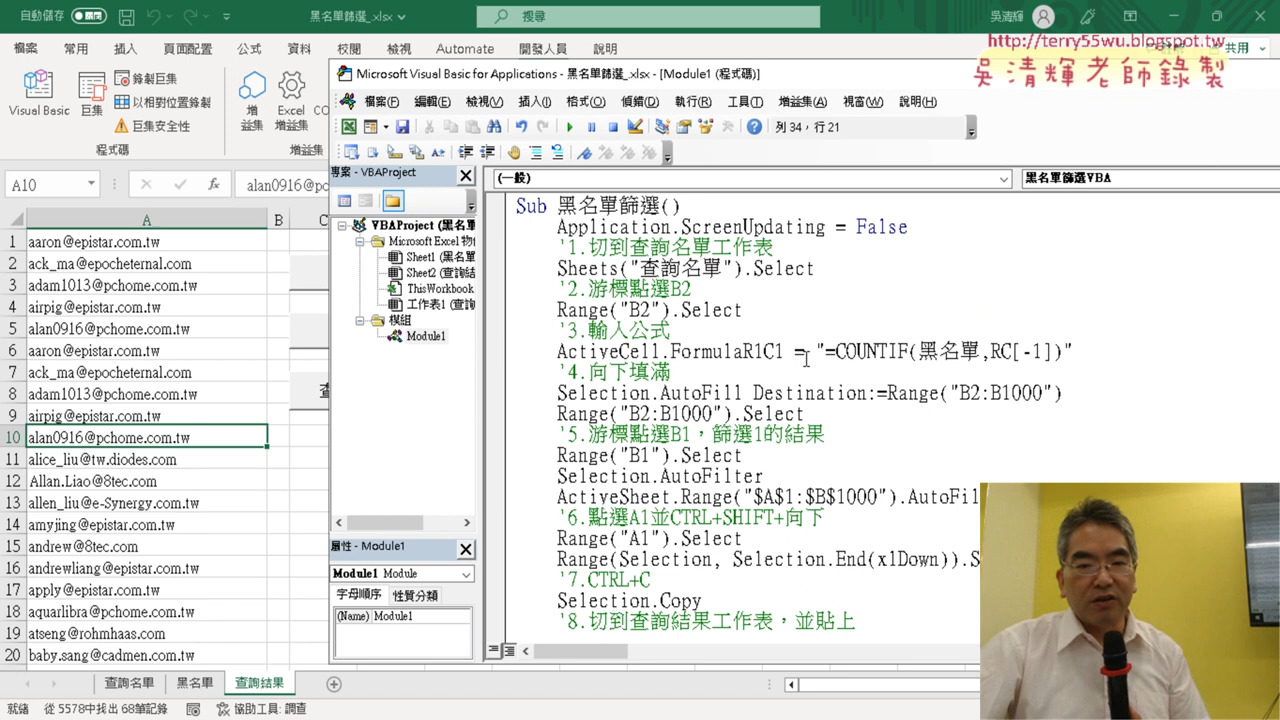 自動儲存
黑名單篩選_.xlsx
搜尋
吳清輝
http://terry55wu.blogspot.tw
吳清輝老師錄製
共用
檔案 常用 插入 頁面配置 公式 資料 校閱 檢視 Automate 開發人員 說明
Visual Basic
巨集
錄製巨集
以相對位置錄製
巨集安全性
程式碼
增益集
Excel 增益集
增益集
A10
alan0916@pc
A
B
1 aaron@epistar.com.tw
2 ack_ma@epocheternal.com
3 adam1013@pchome.com.tw
4 airpig@epistar.com.tw
5 alan0916@pchome.com.tw
6 aaron@epistar.com.tw
7 ack_ma@epocheternal.com
8 adam1013@pchome.com.tw
9 airpig@epistar.com.tw
10 alan0916@pchome.com.tw
11 alice_liu@tw.diodes.com
12 Allan.Liao@8tec.com
13 allen_liu@e-Synergy.com.tw
14 amyjing@epistar.com.tw
15 andrew@8tec.com
16 andrewliang@epistar.com.tw
17 apply@epistar.com.tw
18 aquarlibra@pchome.com.tw
19 atseng@rohmhaas.com
20 baby.sang@cadmen.com.tw
查詢名單 黑名單 查詢結果
就緒 從 5578中找出 68筆記錄 協助工具: 調查
Microsoft Visual Basic for Applications - 黑名單篩選_.xlsx - [Module1 (程式碼)]
檔案(F) 編輯(E) 檢視(V) 插入(I) 格式(O) 偵錯(D) 執行(R) 工具(T) 增益集(A) 視窗(W) 說明(H)
列 34，行 21
專案 - VBAProject
VBAProject (黑名
Microsoft Excel 物
Sheet1 (黑名單
Sheet2 (查詢結
ThisWorkbook
工作表1 (查詢
模組
Module1
屬性 - Module1
Module1 Module
字母順序 性質分類
(Name) Module1
(一般)
黑名單篩選VBA
Sub 黑名單篩選()
Application.ScreenUpdating = False
'1.切到查詢名單工作表
Sheets("查詢名單").Select
'2.游標點選B2
Range("B2").Select
'3.輸入公式
ActiveCell.FormulaR1C1 = "=COUNTIF(黑名單,RC[-1])"
'4.向下填滿
Selection.AutoFill Destination:=Range("B2:B1000")
Range("B2:B1000").Select
'5.游標點選B1，篩選1的結果
Range("B1").Select
Selection.AutoFilter
ActiveSheet.Range("$A$1:$B$1000").AutoFil
'6.點選A1並CTRL+SHIFT+向下
Range("A1").Select
Range(Selection, Selection.End(xlDown)).S
'7.CTRL+C
Selection.Copy
'8.切到查詢結果工作表，並貼上